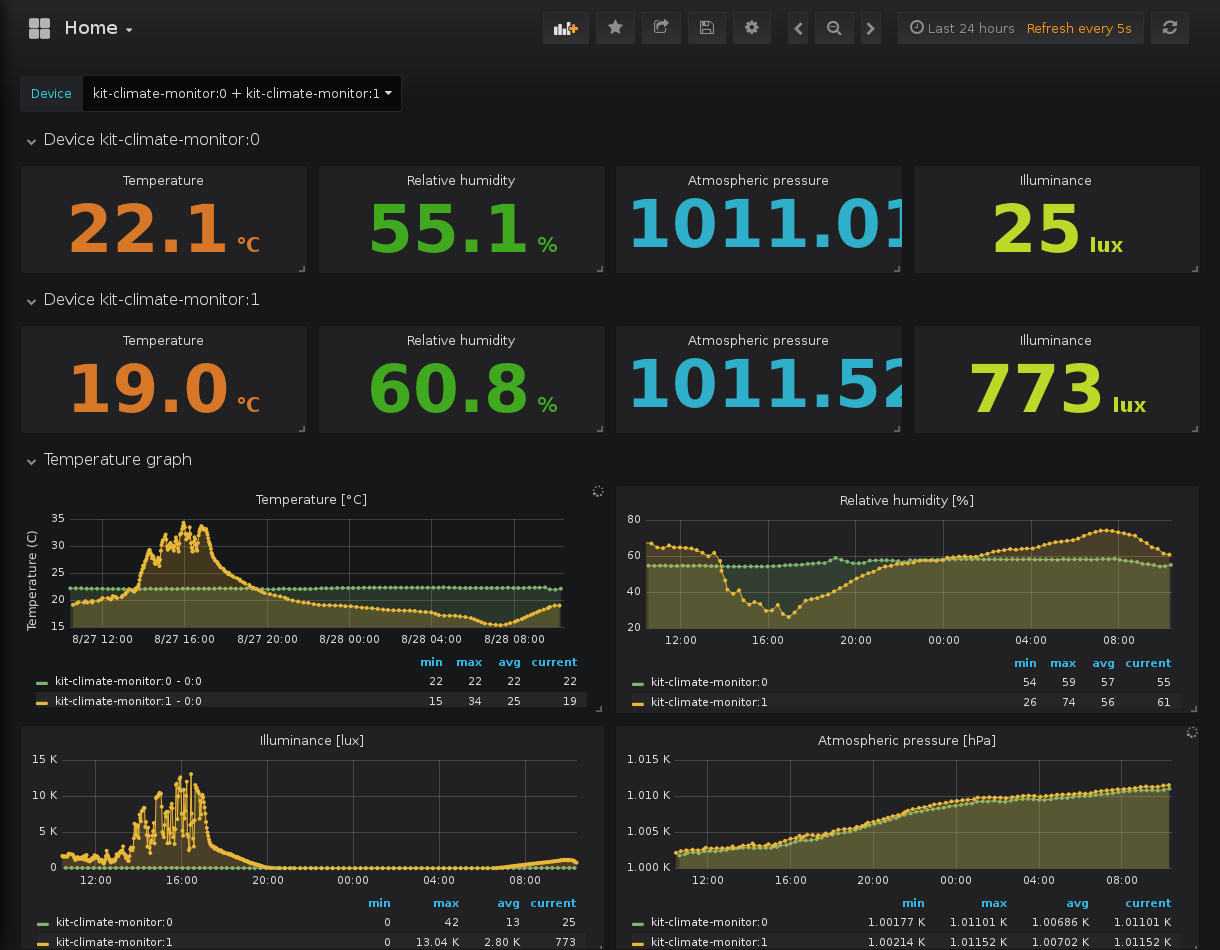 Home
Last 24 hours Refresh every 5s
Device kit-climate-monitor:0 + kit-climate-monitor:1
Device kit-climate-monitor:0
Temperature Relative humidity Atmospheric pressure Illuminance
22.1 °C 55.1 % 1011.01 25 lux
Device kit-climate-monitor:1
Temperature Relative humidity Atmospheric pressure Illuminance
19.0 °C 60.8 % 1011.52 773 lux
Temperature graph
Temperature [°C]
Temperature (C)
35
30
25
20
15
8/27 12:00 8/27 16:00 8/27 20:00 8/28 00:00 8/28 04:00 8/28 08:00
min max avg current
kit-climate-monitor:0 - 0:0 22 22 22 22
kit-climate-monitor:1 - 0:0 15 34 25 19
Relative humidity [%]
80
60
40
20
12:00 16:00 20:00 00:00 04:00 08:00
min max avg current
kit-climate-monitor:0 54 59 57 55
kit-climate-monitor:1 26 74 56 61
Illuminance [lux]
15 K
10 K
5 K
0
12:00 16:00 20:00 00:00 04:00 08:00
min max avg current
kit-climate-monitor:0 0 42 13 25
kit-climate-monitor:1 0 13.04 K 2.80 K 773
Atmospheric pressure [hPa]
1.015 K
1.010 K
1.005 K
1.000 K
12:00 16:00 20:00 00:00 04:00 08:00
min max avg current
kit-climate-monitor:0 1.00177 K 1.01101 K 1.00686 K 1.01101 K
kit-climate-monitor:1 1.00214 K 1.01152 K 1.00702 K 1.01152 K